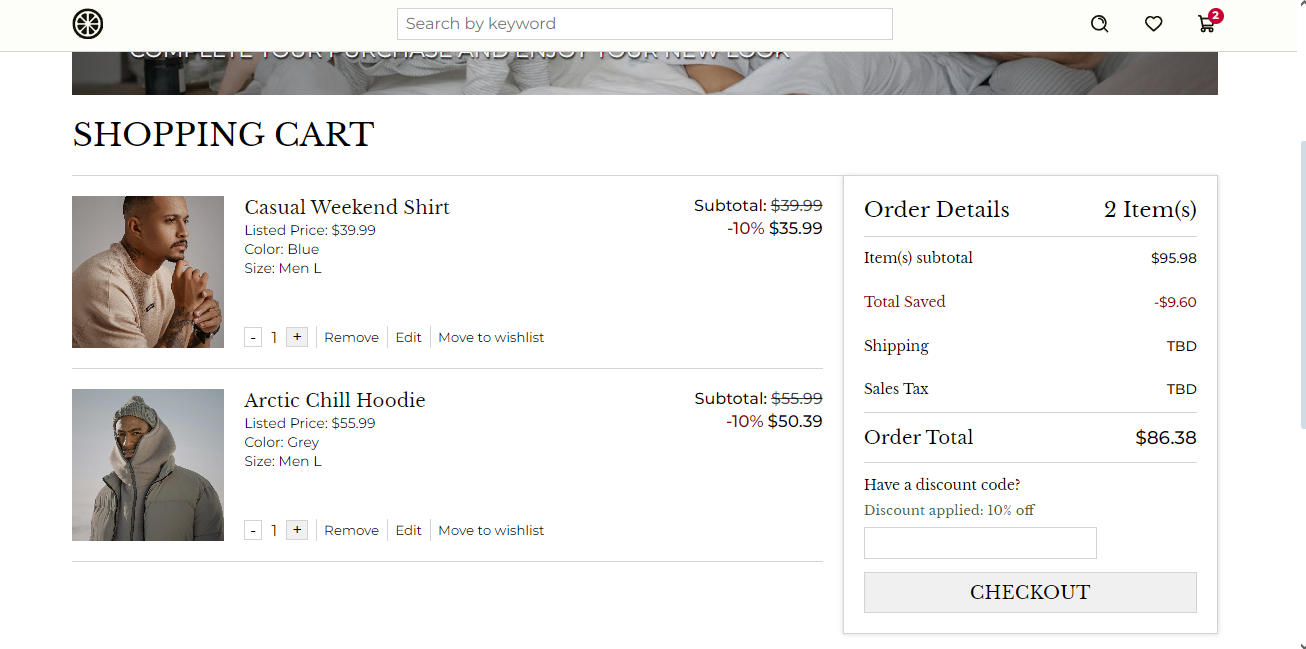 Search by keyword
2
COMPLETE YOUR PURCHASE AND ENJOY YOUR NEW LOOK
SHOPPING CART
Casual Weekend Shirt
Listed Price: $39.99
Color: Blue
Size: Men L
Subtotal: $39.99
-10% $35.99
- 1 + Remove Edit Move to wishlist
Arctic Chill Hoodie
Listed Price: $55.99
Color: Grey
Size: Men L
Subtotal: $55.99
-10% $50.39
- 1 + Remove Edit Move to wishlist
Order Details 2 Item(s)
Item(s) subtotal $95.98
Total Saved -$9.60
Shipping TBD
Sales Tax TBD
Order Total $86.38
Have a discount code?
Discount applied: 10% off
CHECKOUT